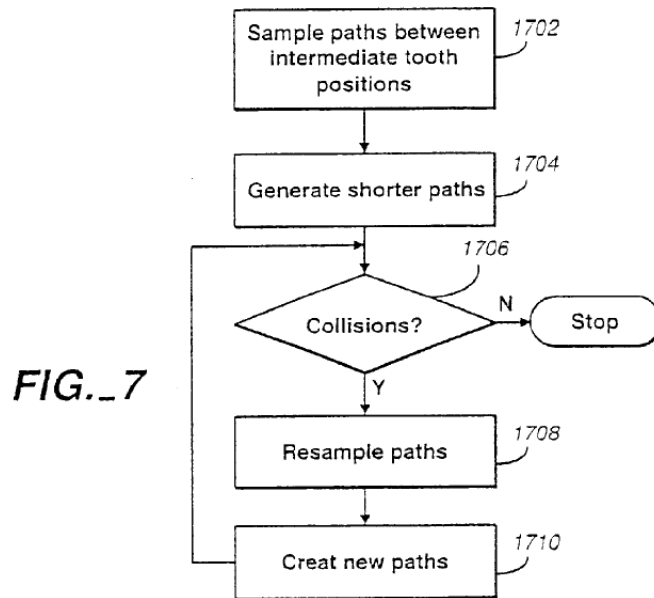 Sample paths between
intermediate tooth
positions
1702
Generate shorter paths
1704
1706
Collisions?
N
Stop
Y
FIG._7
Resample paths
1708
Creat new paths
1710